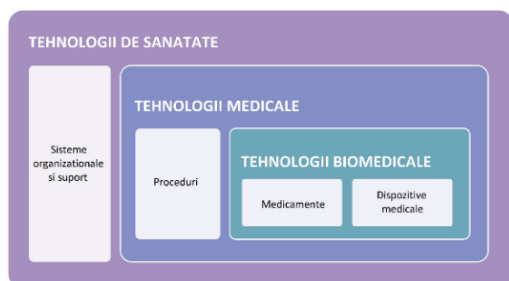 TEHNOLOGII DE SANATATE
TEHNOLOGII MEDICALE
Sisteme
organizationale
si suport
Proceduri
TEHNOLOGII BIOMEDICALE
Medicamente
Dispozitive
medicale